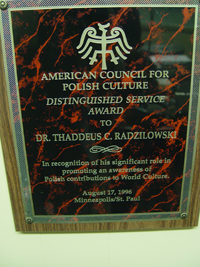 AMERICAN COUNCIL FOR
POLISH CULTURE
DISTINGUISHED SERVICE
AWARD
TO
DR. THADDEUS C. RADZILOWSKI
In recognition of his significant role in
promoting an awareness of
Polish contributions to World Culture.
August 17, 1996
Minneapolis/St. Paul